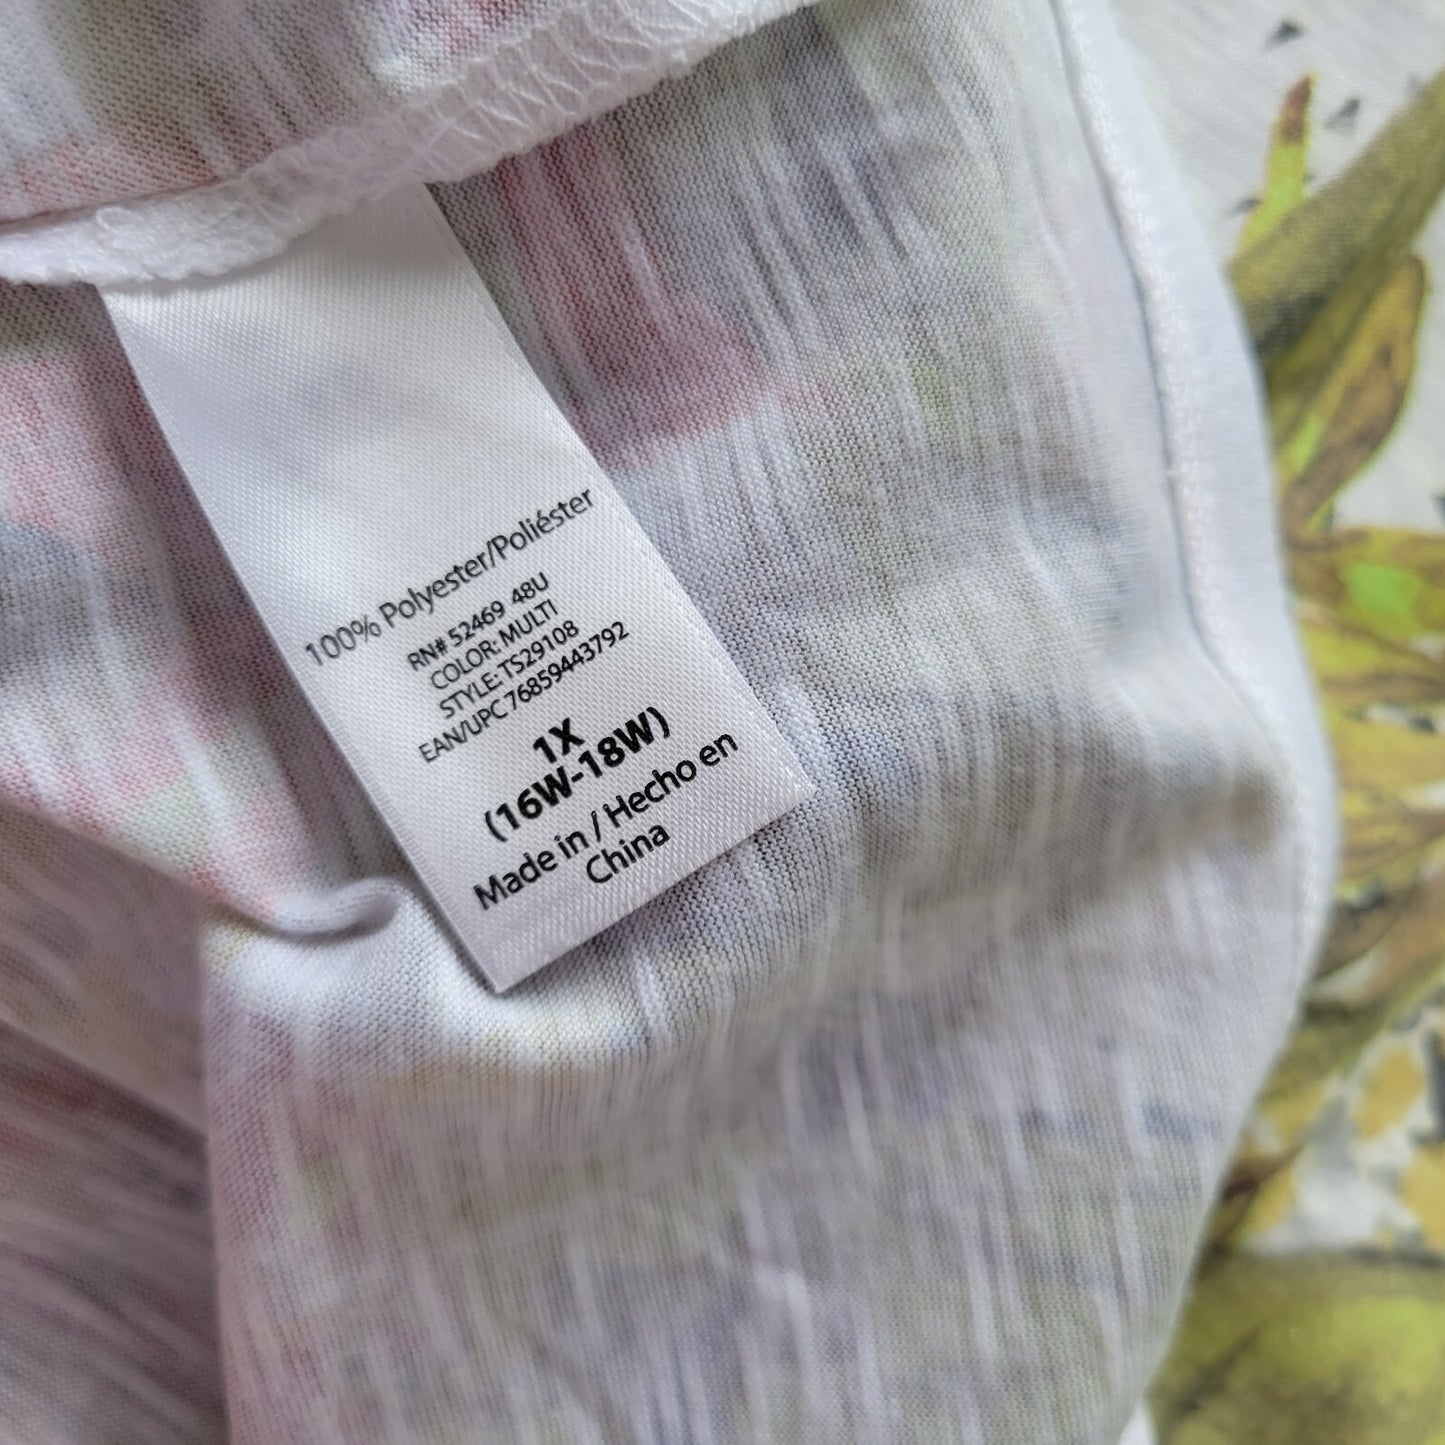 100% Polyester/Poliéster
RN# 52469 48U
COLOR: MULTI
STYLE: TS29108
EAN/UPC 76859443792
1X
(16W-18W)
Made in / Hecho en
China